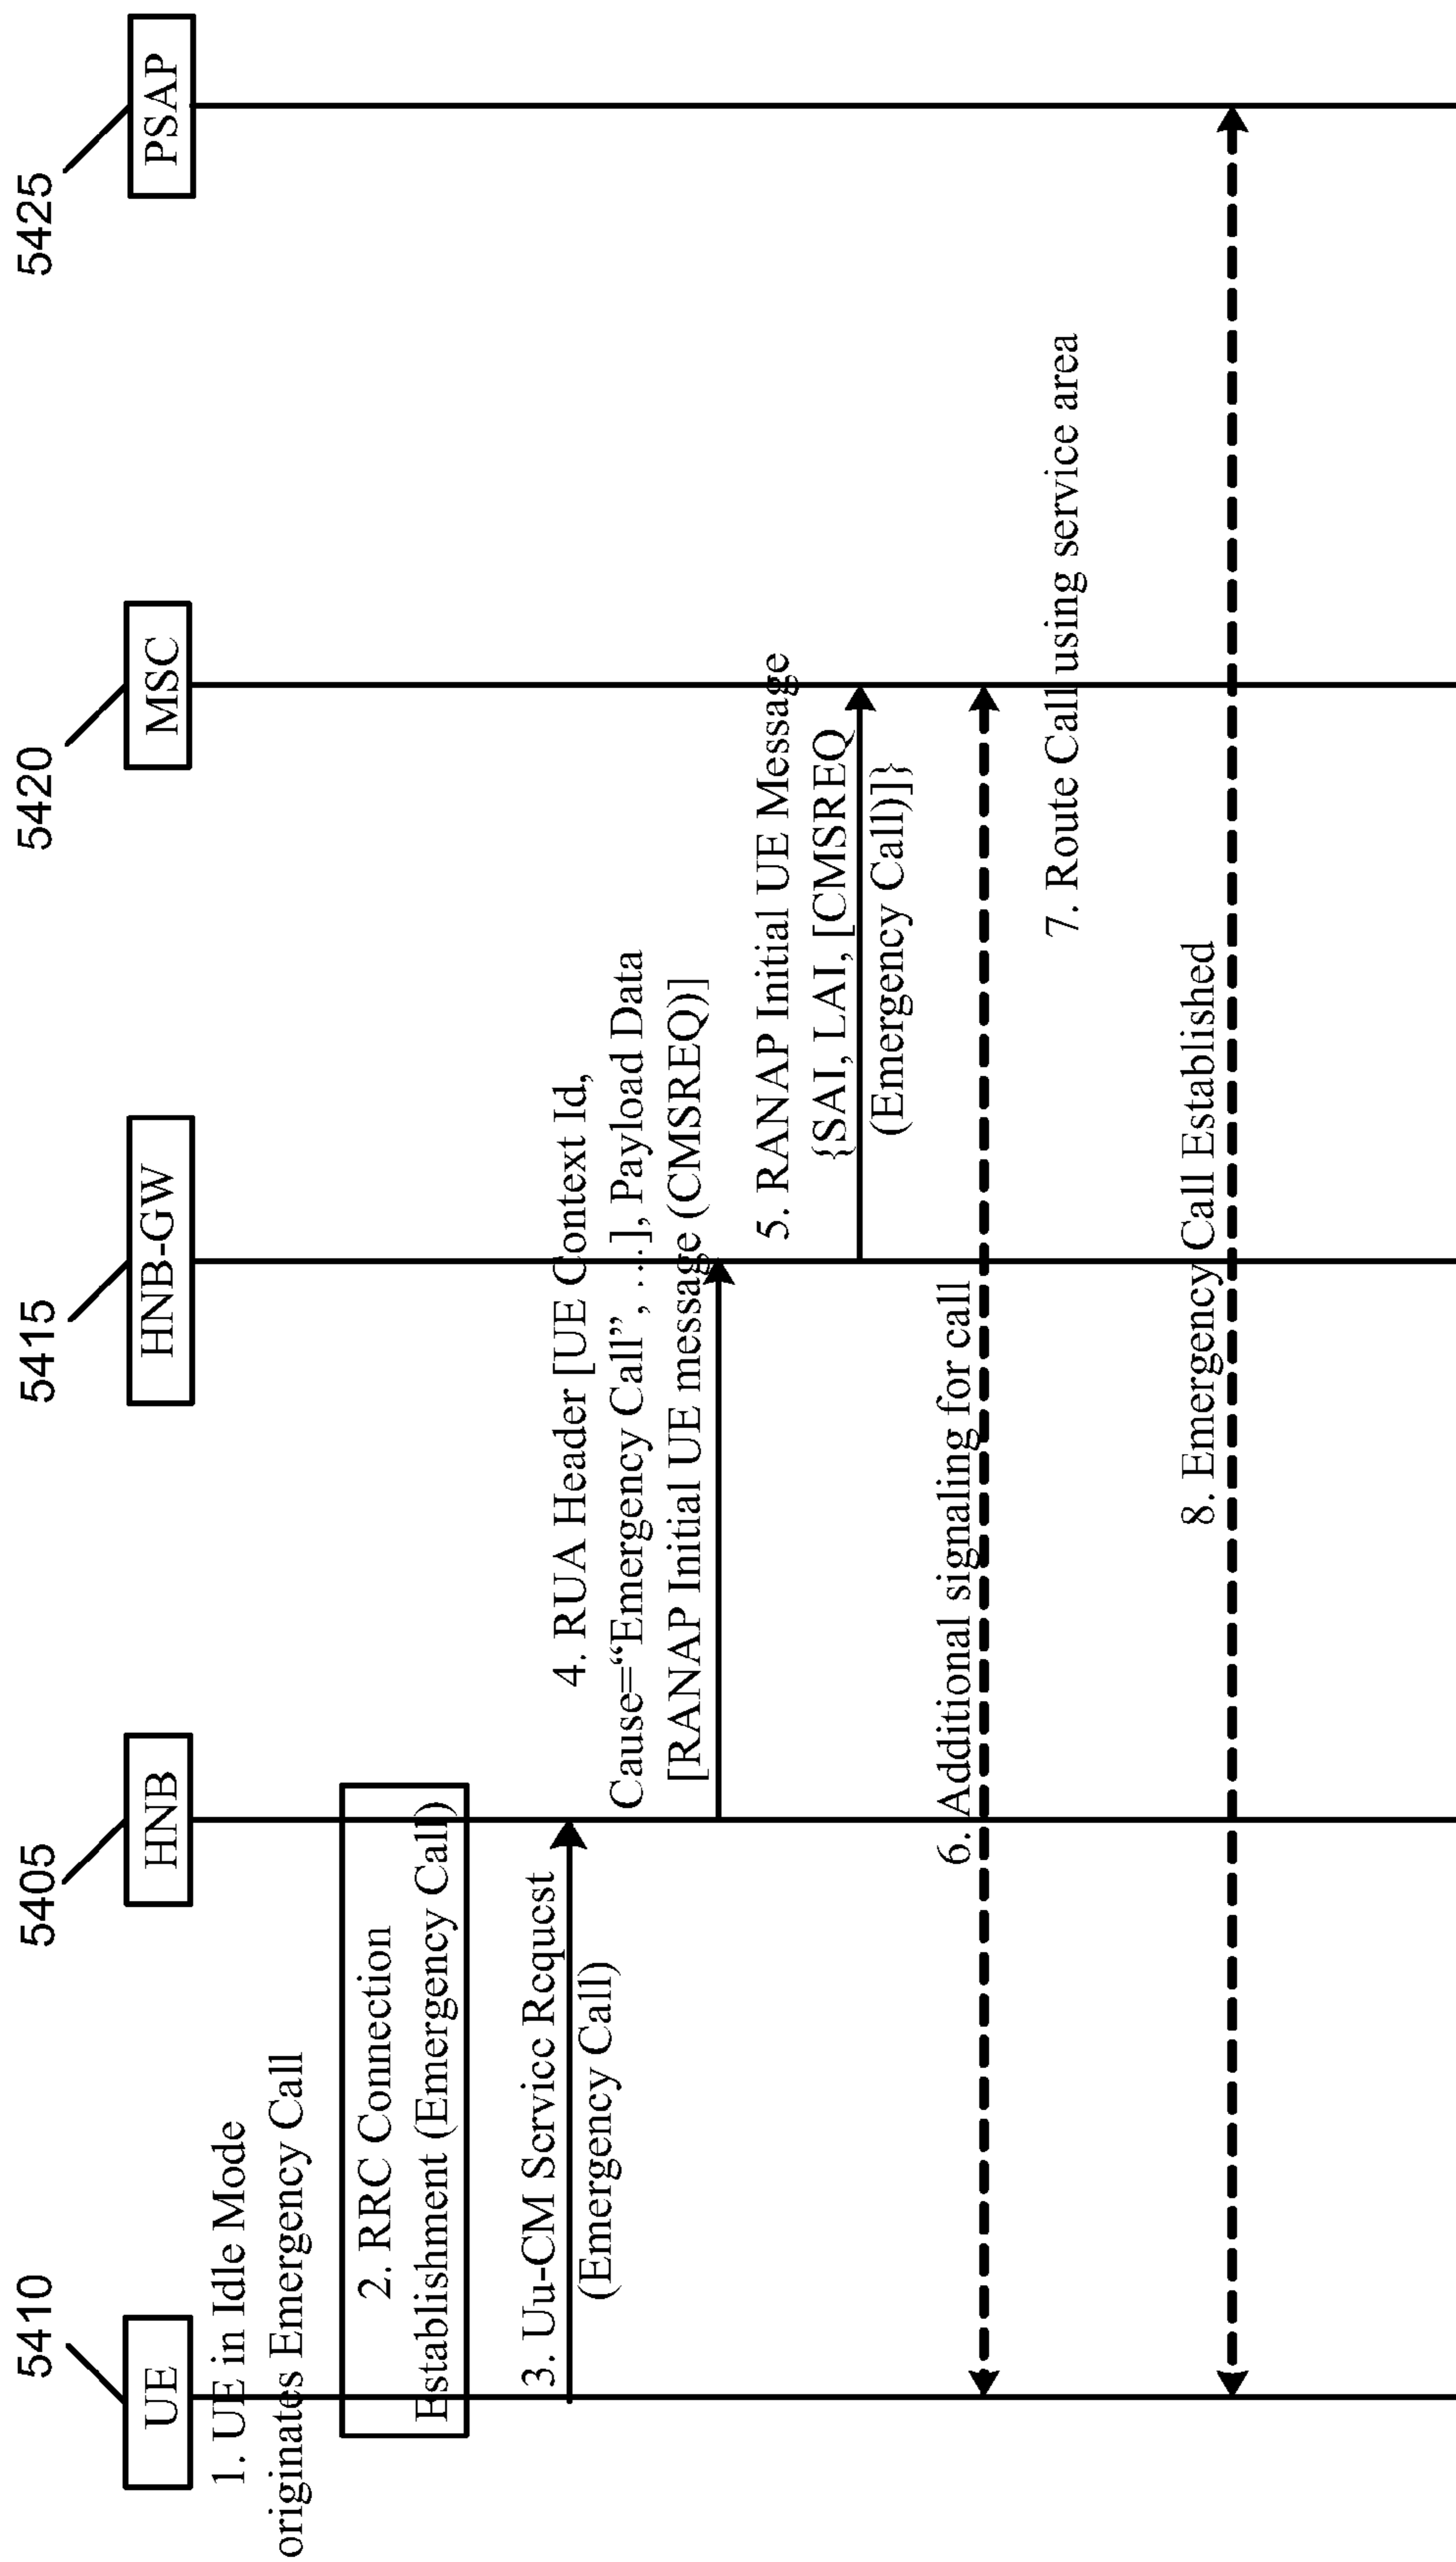 5410
5405
5415
5420
5425
UE
HNB
HNB-GW
MSC
PSAP
1. UE in Idle Mode
originates Emergency Call
2. RRC Connection
Establishment (Emergency Call)
3. Uu-CM Service Request
(Emergency Call)
4. RUA Header [UE Context Id,
Cause=“Emergency Call”, ...], Payload Data
[RANAP Initial UE message (CMSREQ)]
5. RANAP Initial UE Message
{SAI, LAI, [CMSREQ
(Emergency Call)]}
6. Additional signaling for call
7. Route Call using service area
8. Emergency Call Established